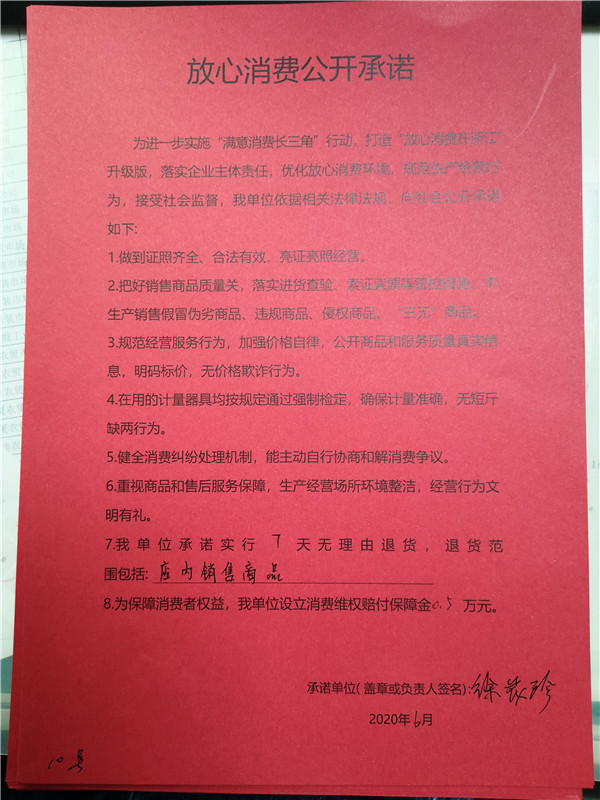 放心消费公开承诺
为进一步实施“满意消费长三角”行动，打造“放心消费在浙江”
升级版，落实企业主体责任，优化放心消费环境，规范生产经营行
为，接受社会监督，我单位依据相关法律法规，向社会公开承诺
如下：
1.做到证照齐全、合法有效，亮证亮照经营。
2.把好销售商品质量关，落实进货查验、索证索票等管控措施，不
生产销售假冒伪劣商品、违规商品、侵权商品、“三无”商品。
3.规范经营服务行为，加强价格自律，公开商品和服务质量真实信
息，明码标价，无价格欺诈行为。
4.在用的计量器具均按规定通过强制检定，确保计量准确，无短斤
缺两行为。
5.健全消费纠纷处理机制，能主动自行协商和解消费争议。
6.重视商品和售后服务保障，生产经营场所环境整洁，经营行为文
明有礼。
7.我单位承诺实行 7 天无理由退货，退货范
围包括：店内销售商品
8.为保障消费者权益，我单位设立消费维权赔付保障金0.5 万元。
承诺单位(盖章或负责人签名)：徐 珍
2020年6月
10号